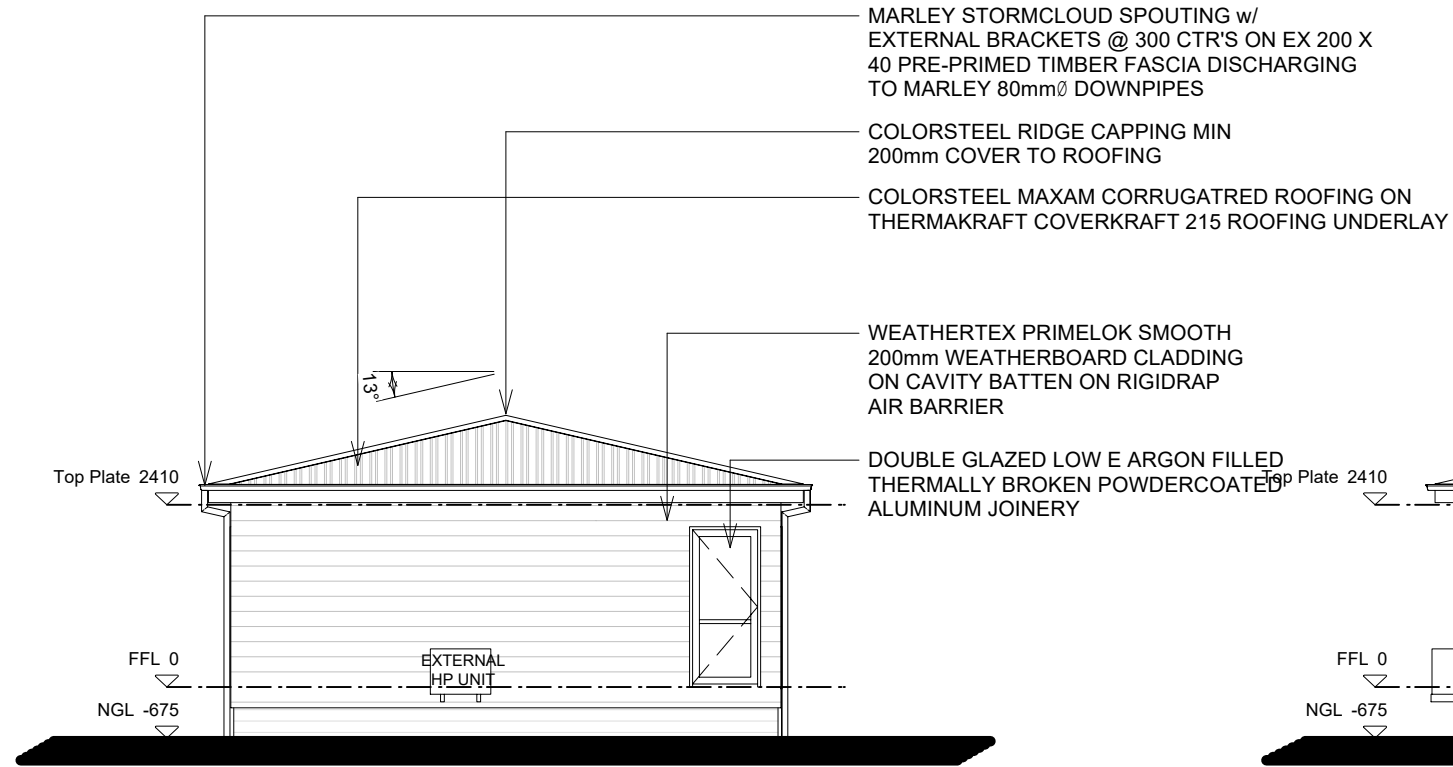 MARLEY STORMCLOUD SPOUTING w/
EXTERNAL BRACKETS @ 300 CTR'S ON EX 200 X
40 PRE-PRIMED TIMBER FASCIA DISCHARGING
TO MARLEY 80mmØ DOWNPIPES
COLORSTEEL RIDGE CAPPING MIN
200mm COVER TO ROOFING
COLORSTEEL MAXAM CORRUGATRED ROOFING ON
THERMAKRAFT COVERKRAFT 215 ROOFING UNDERLAY
WEATHERTEX PRIMELOK SMOOTH
200mm WEATHERBOARD CLADDING
ON CAVITY BATTEN ON RIGIDRAP
AIR BARRIER
13°
DOUBLE GLAZED LOW E ARGON FILLED
THERMALLY BROKEN POWDERCOATED
ALUMINUM JOINERY
Top Plate 2410
Top Plate 2410
EXTERNAL
HP UNIT
FFL 0
FFL 0
NGL -675
NGL -675